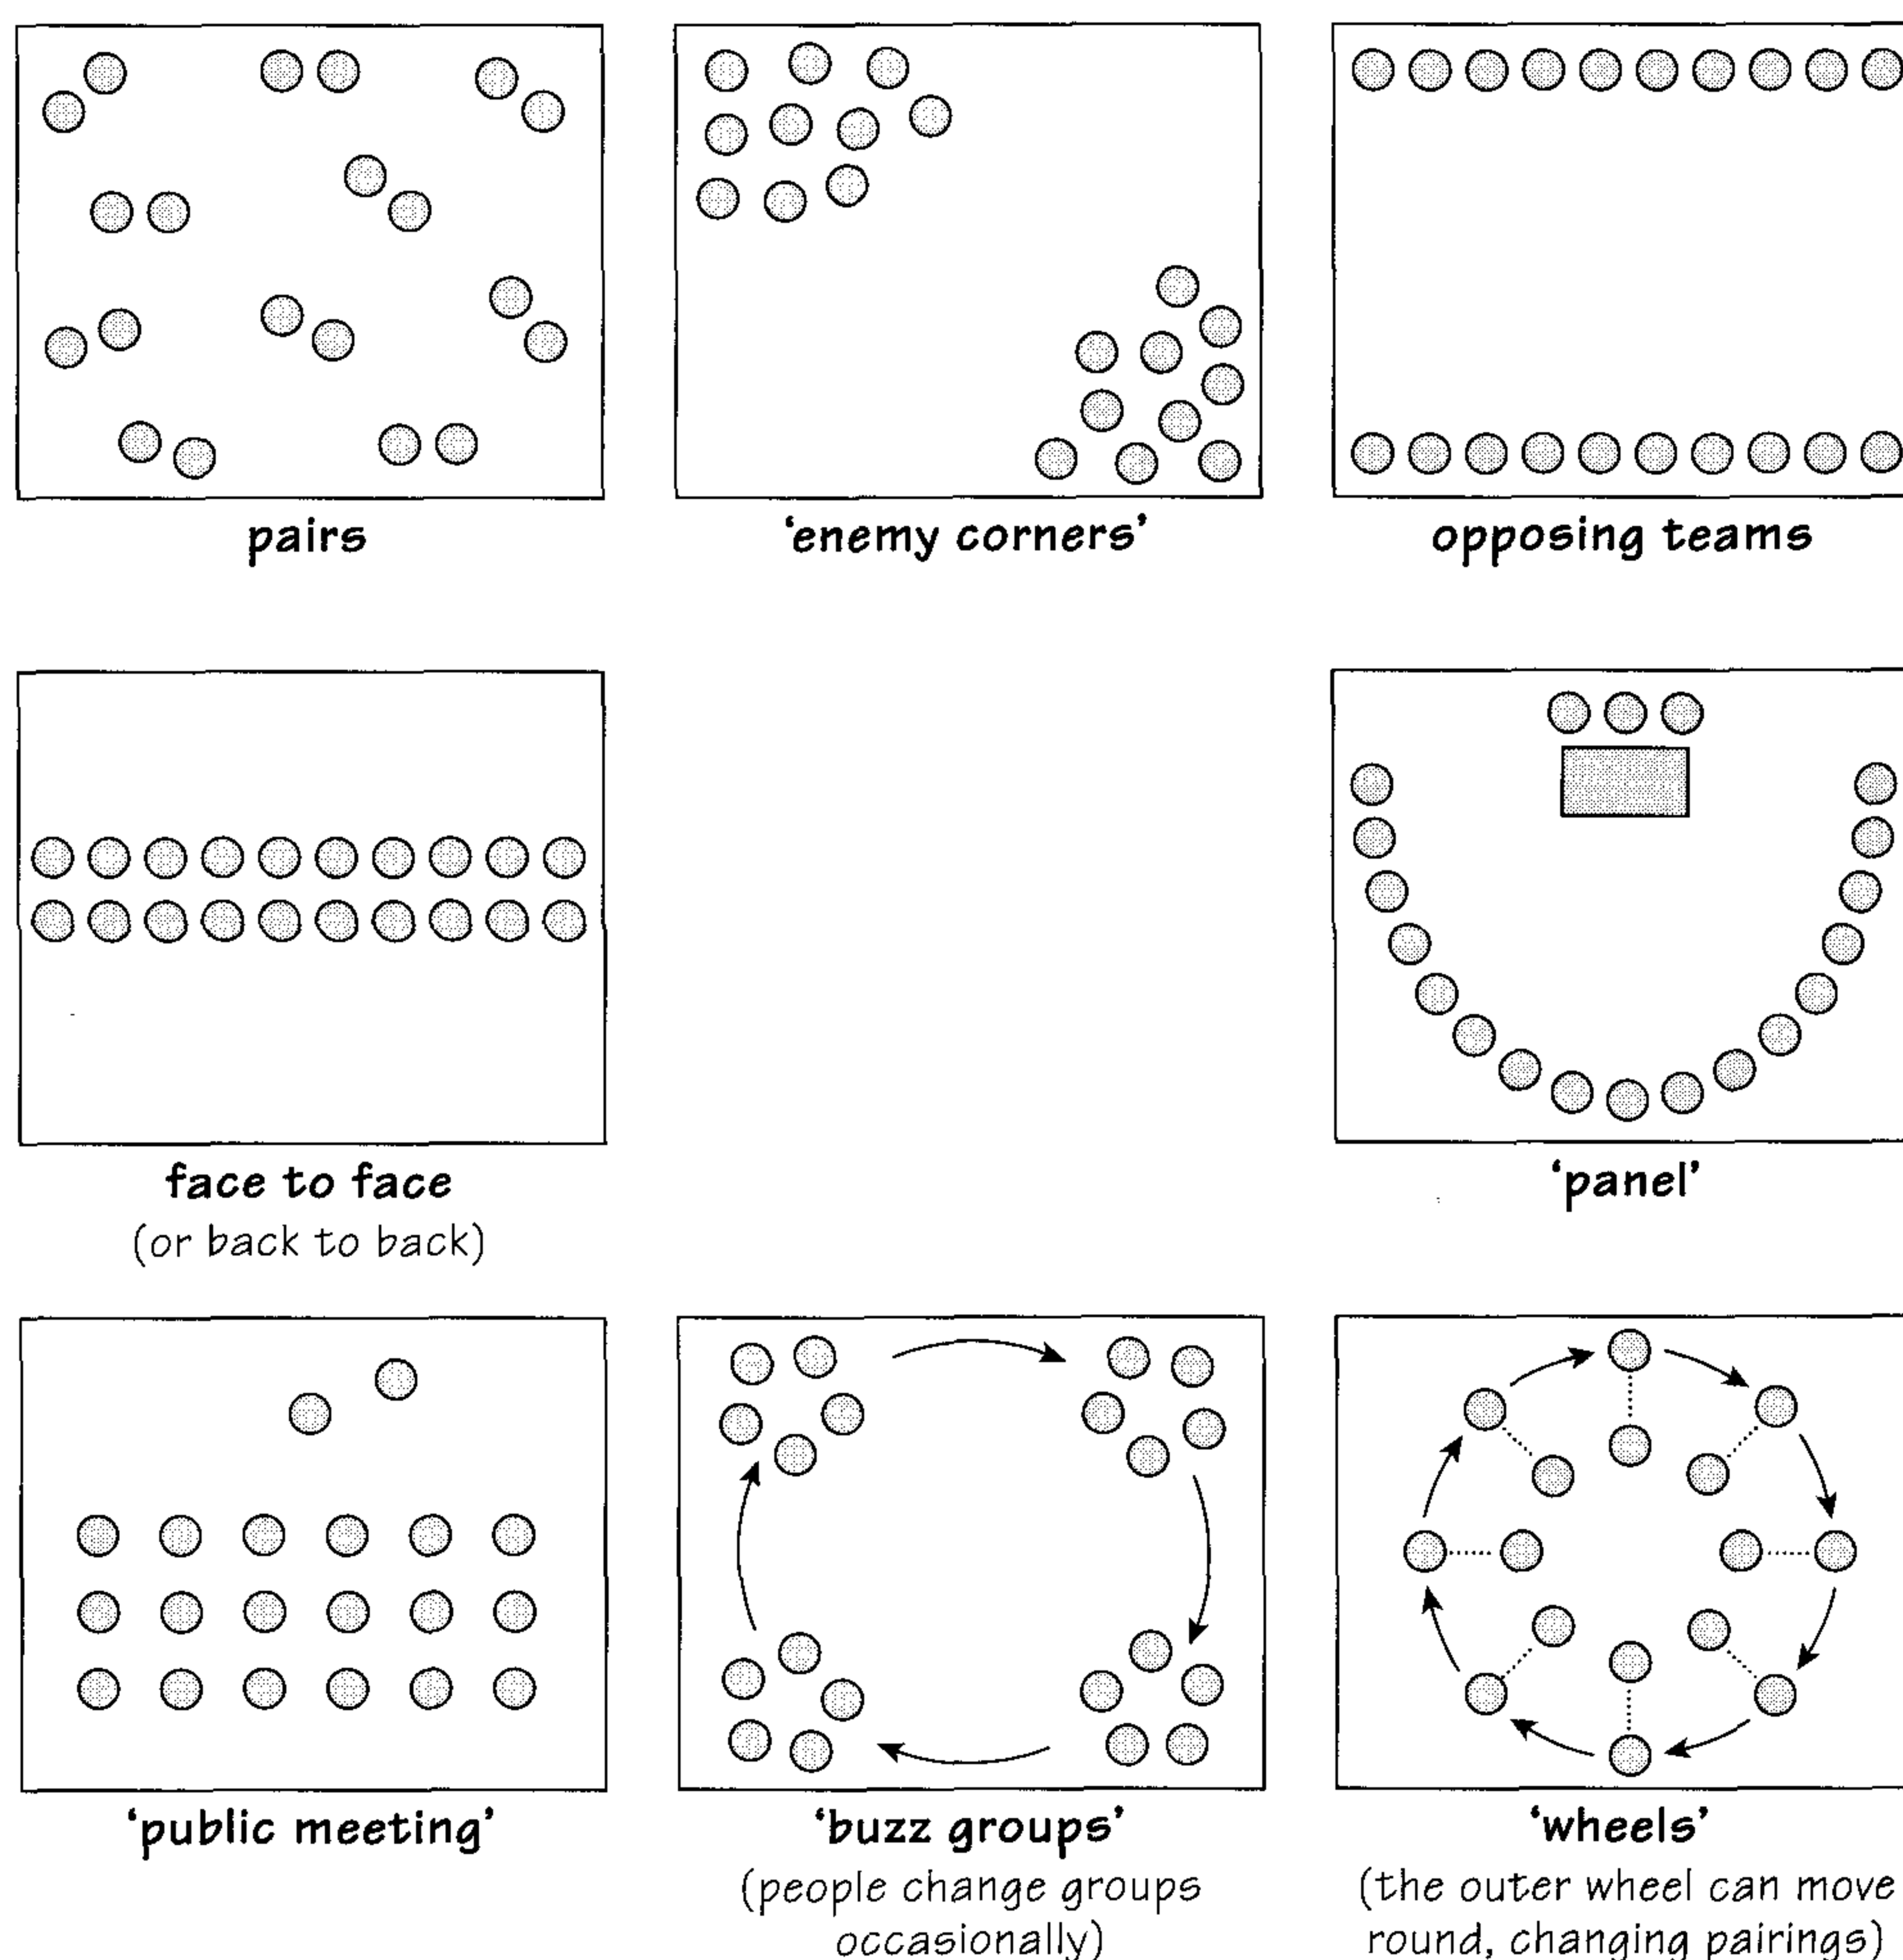 pairs
‘enemy corners’
opposing teams
face to face
(or back to back)
‘panel’
‘public meeting’
‘buzz groups’
(people change groups
occasionally)
‘wheels’
(the outer wheel can move
round, changing pairings)